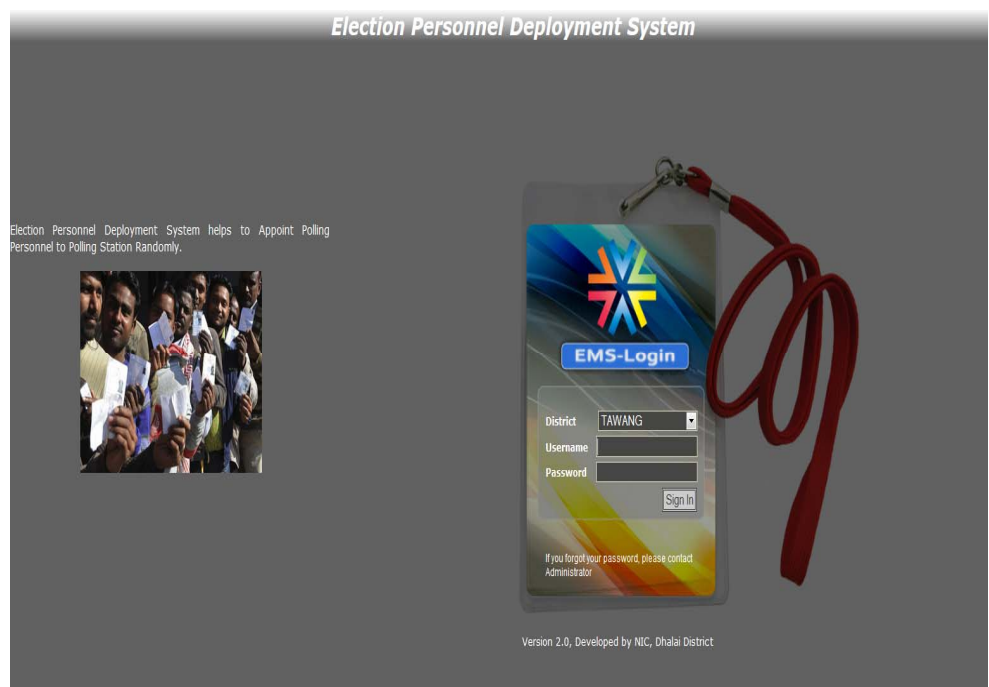 Election Personnel Deployment System
Election Personnel Deployment System helps to Appoint Polling
Personnel to Polling Station Randomly.
EMS-Login
District TAWANG
Username
Password
Sign In
If you forgot your password, please contact
Administrator
Version 2.0, Developed by NIC, Dhalai District